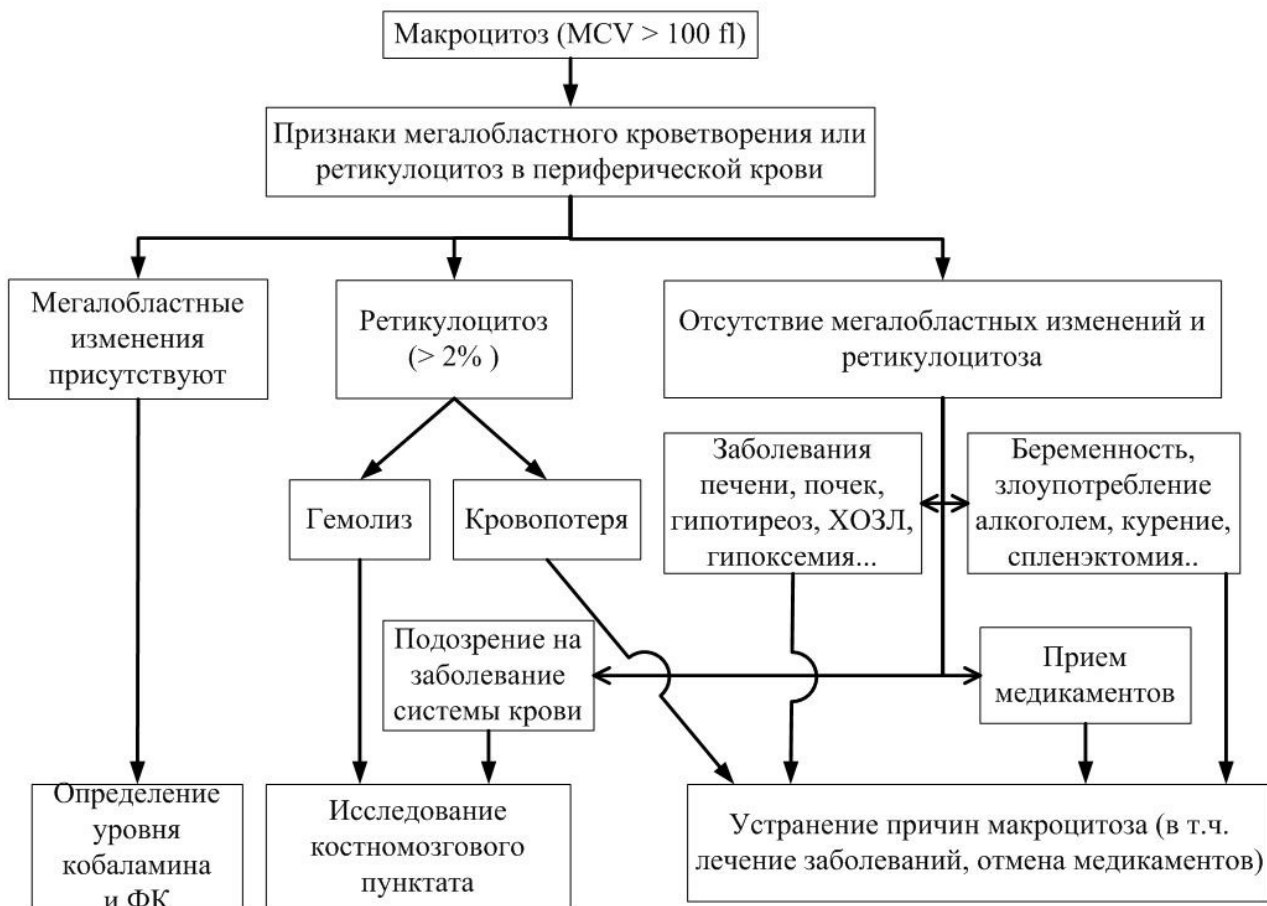 Макроцитоз (MCV > 100 fl)
Признаки мегалобластного кроветворения или
ретикулоцитоз в периферической крови
Мегалобластные
изменения
присутствуют
Ретикулоцитоз
(> 2% )
Отсутствие мегалобластных изменений и
ретикулоцитоза
Заболевания
печени, почек,
гипотиреоз, ХОЗЛ,
гипоксемия...
Беременность,
злоупотребление
алкоголем, курение,
спленэктомия..
Гемолиз
Кровопотеря
Подозрение на
заболевание
системы крови
Прием
медикаментов
Определение
уровня
кобаламина
и ФК
Исследование
костномозгового
пунктата
Устранение причин макроцитоза (в т.ч.
лечение заболеваний, отмена медикаментов)